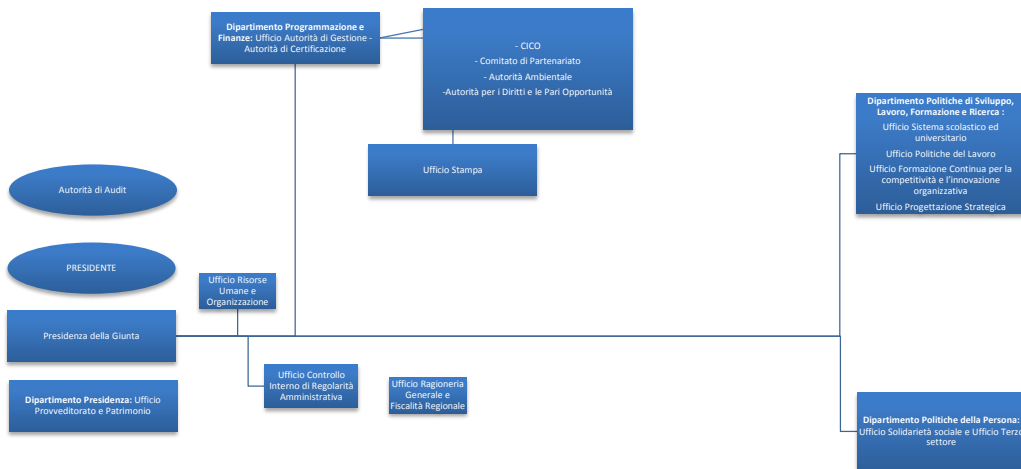 Dipartimento Programmazione e
Finanze: Ufficio Autorità di Gestione -
Autorità di Certificazione
- CICO
- Comitato di Partenariato
- Autorità Ambientale
-Autorità per i Diritti e le Pari Opportunità
Dipartimento Politiche di Sviluppo,
Lavoro, Formazione e Ricerca :
Ufficio Sistema scolastico ed
universitario
Ufficio Politiche del Lavoro
Ufficio Formazione Continua per la
competitività e l'innovazione
organizzativa
Ufficio Progettazione Strategica
Ufficio Stampa
Autorità di Audit
PRESIDENTE
Ufficio Risorse
Umane e
Organizzazione
Presidenza della Giunta
Ufficio Controllo
Interno di Regolarità
Amministrativa
Ufficio Ragioneria
Generale e
Fiscalità Regionale
Dipartimento Presidenza: Ufficio
Provveditorato e Patrimonio
Dipartimento Politiche della Persona:
Ufficio Solidarietà sociale e Ufficio Terzo
settore